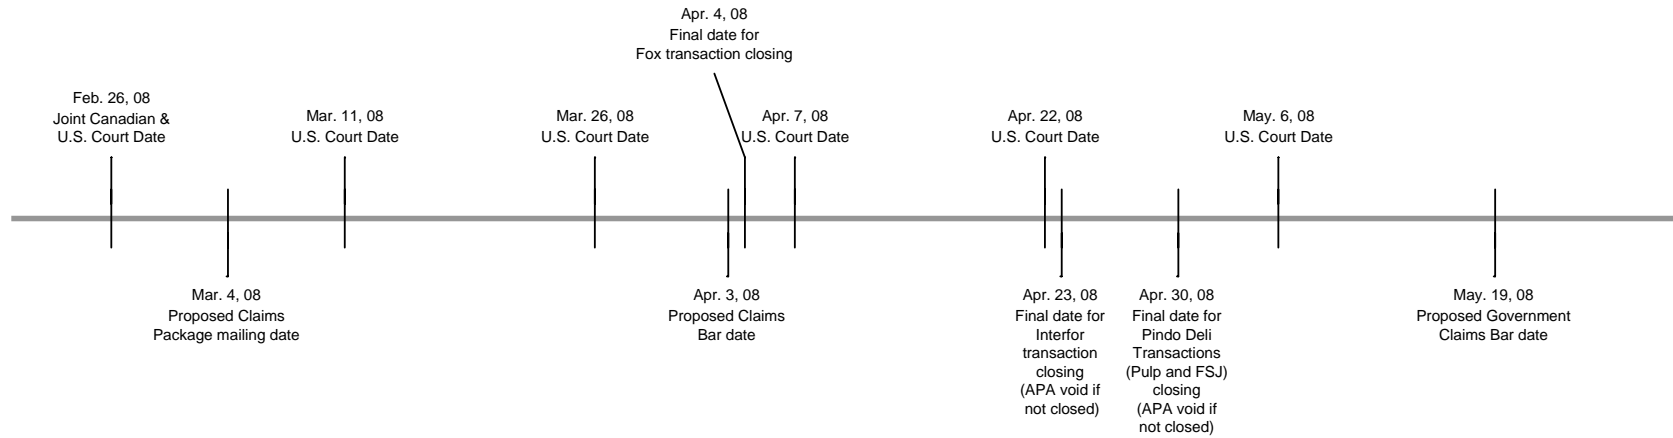 Apr. 4, 08
Final date for
Fox transaction closing
Feb. 26, 08
Joint Canadian &
U.S. Court Date
Mar. 11, 08
U.S. Court Date
Mar. 26, 08
U.S. Court Date
Apr. 7, 08
U.S. Court Date
Apr. 22, 08
U.S. Court Date
May. 6, 08
U.S. Court Date
Mar. 4, 08
Proposed Claims
Package mailing date
Apr. 3, 08
Proposed Claims
Bar date
Apr. 23, 08
Final date for
Interfor
transaction
closing
(APA void if
not closed)
Apr. 30, 08
Final date for
Pindo Deli
Transactions
(Pulp and FSJ)
closing
(APA void if
not closed)
May. 19, 08
Proposed Government
Claims Bar date